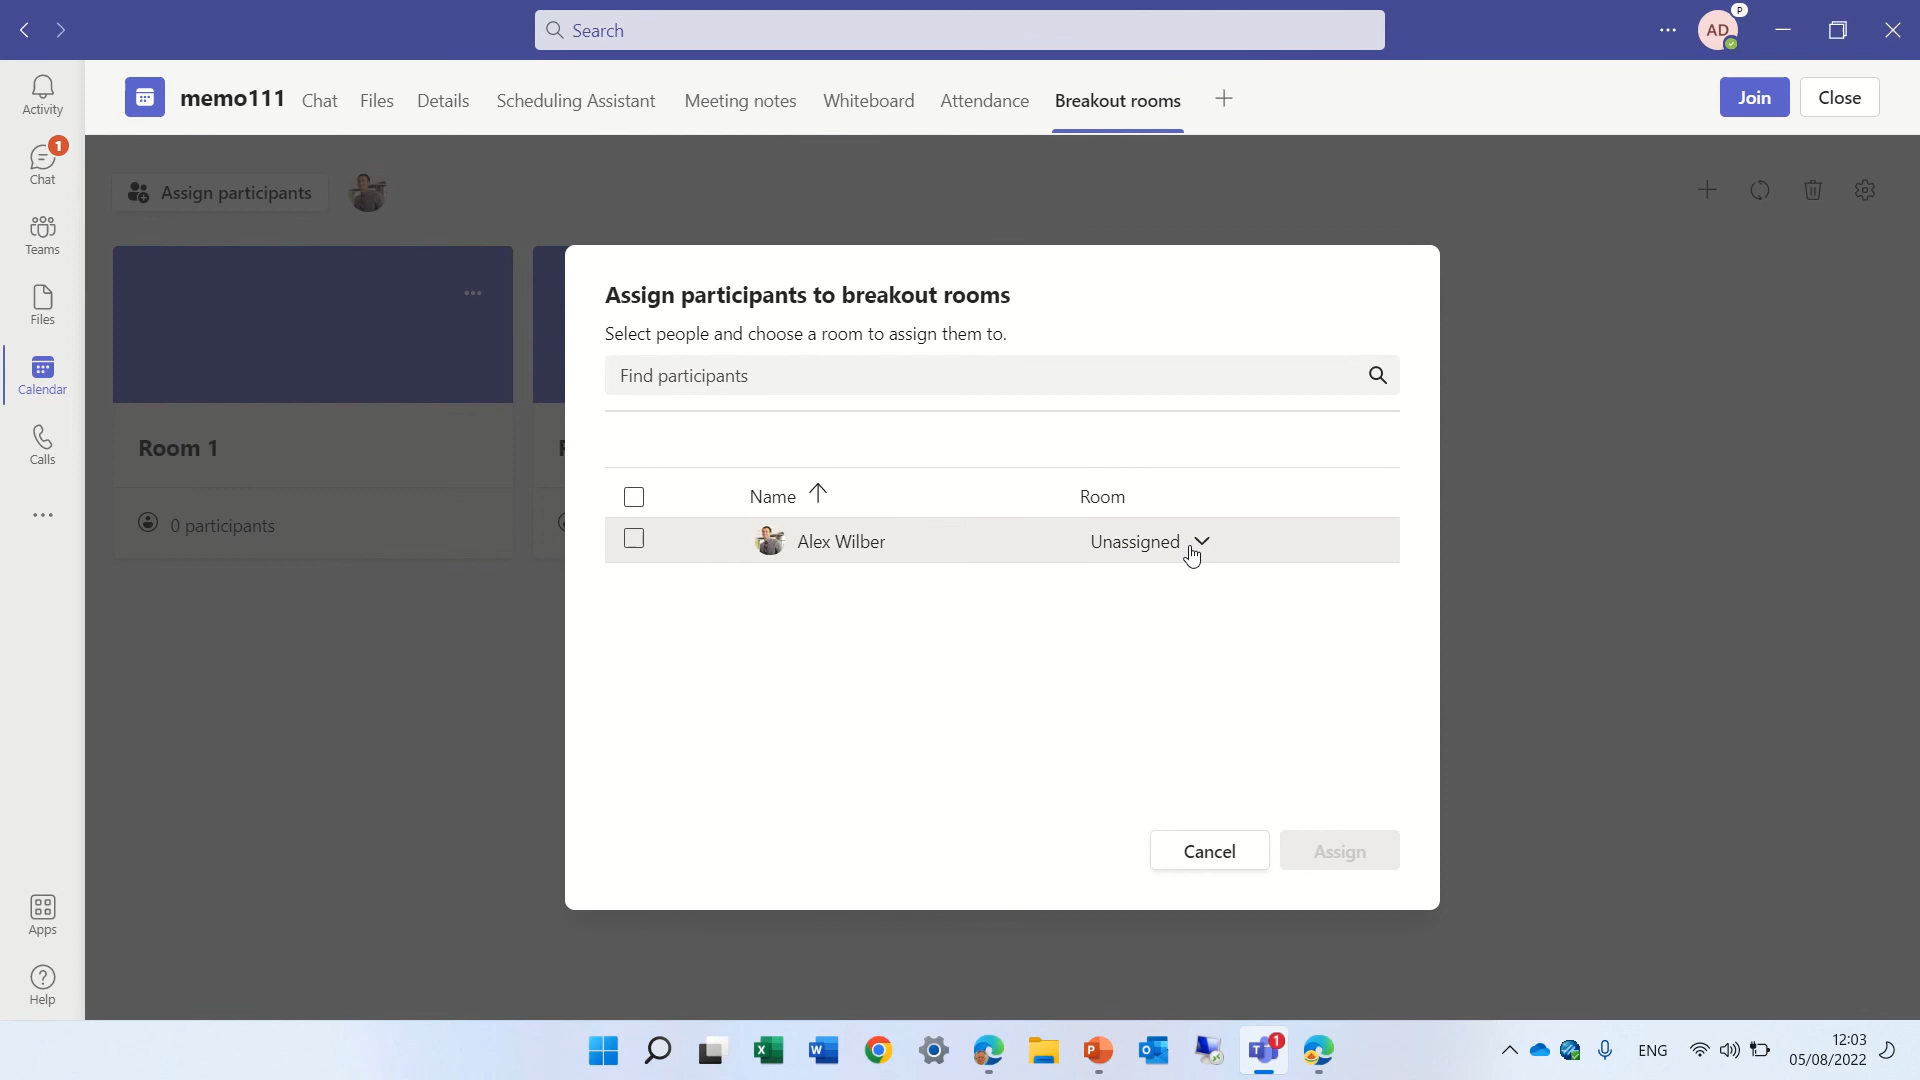 Search
P
AD
Activity
1
Chat
Teams
Files
Calendar
Calls
Apps
Help
memo111
Chat
Files
Details
Scheduling Assistant
Meeting notes
Whiteboard
Attendance
Breakout rooms
Join
Close
Assign participants
Room 1
0 participants
Assign participants to breakout rooms
Select people and choose a room to assign them to.
Find participants
Name
Room
Alex Wilber
Unassigned
Cancel
Assign
1
ENG
12:03
05/08/2022